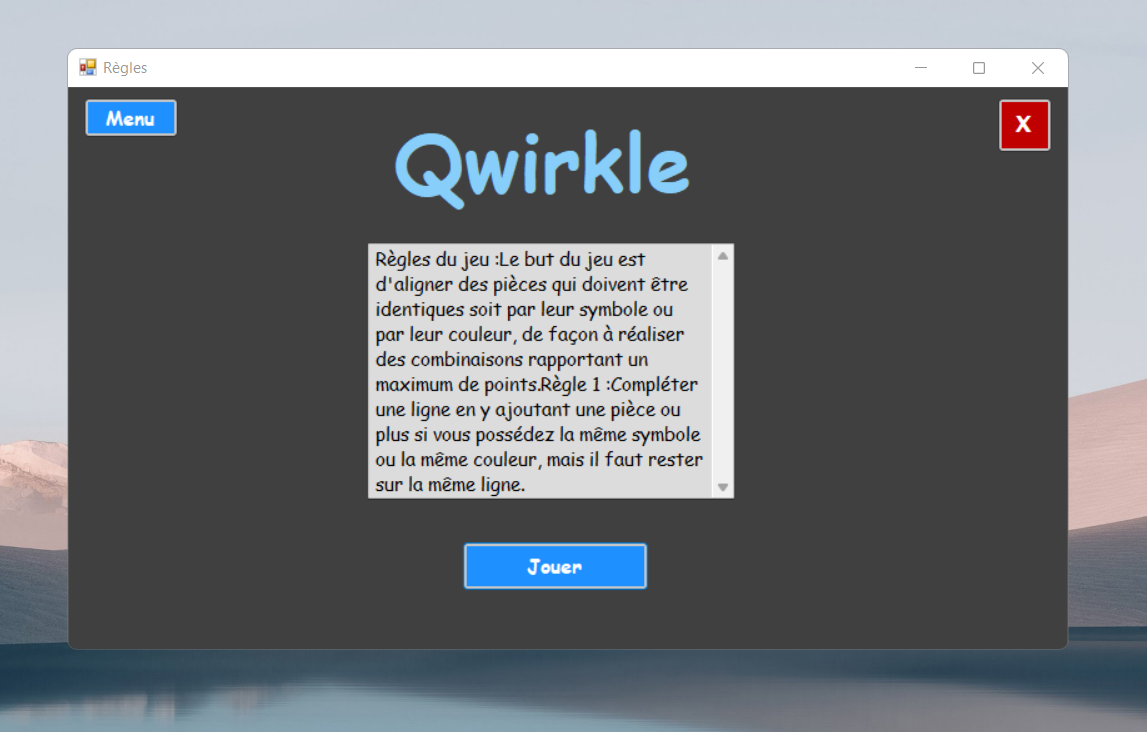 Règles
Menu
X
Qwirkle
Règles du jeu :Le but du jeu est
d'aligner des pièces qui doivent être
identiques soit par leur symbole ou
par leur couleur, de façon à réaliser
des combinaisons rapportant un
maximum de points.Règle 1 :Compléter
une ligne en y ajoutant une pièce ou
plus si vous possédez la même symbole
ou la même couleur, mais il faut rester
sur la même ligne.
Jouer